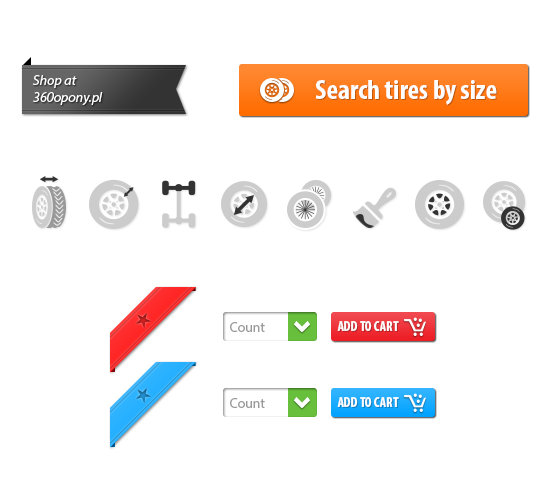 Shop at
360opony.pl
Search tires by size
Count
ADD TO CART
Count
ADD TO CART